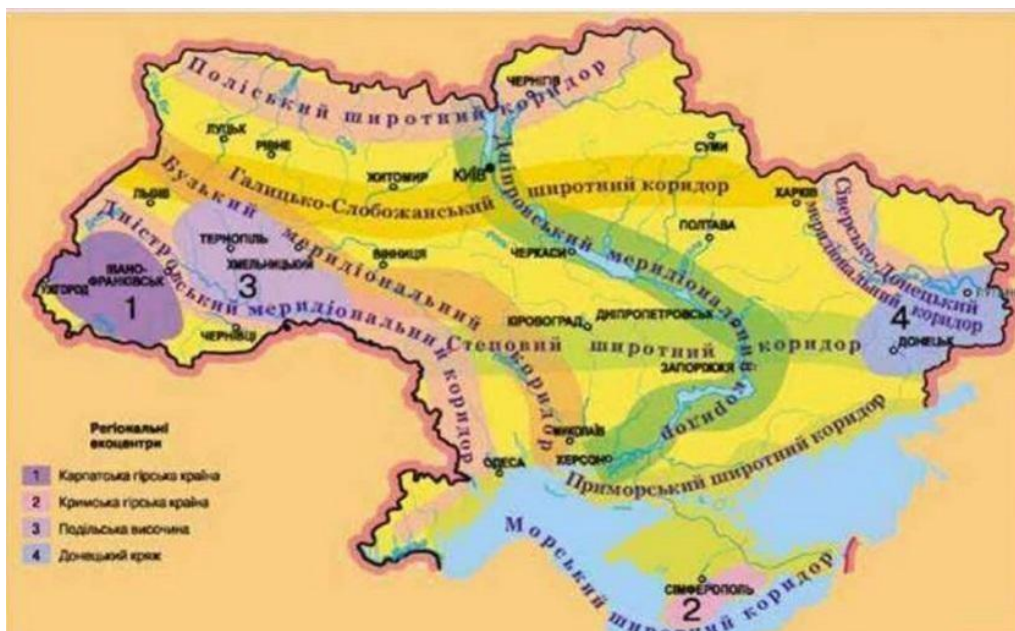 Поліський широтний коридор
ЧЕРНІГІВ
ЛУЦЬК
РІВНЕ
СУМИ
ЖИТОМИР
КИЇВ
Галицько-Слобожанський широтний коридор
ХАРКІВ
ЛЬВІВ
Бузький меридіональний коридор
Дніпровський меридіональний коридор
Сіверсько-Донецький
меридіональний коридор
ПОЛТАВА
ТЕРНОПІЛЬ
ХМЕЛЬНИЦЬКИЙ
3
ВІННИЦЯ
ЧЕРКАСИ
Дністровський меридіональний коридор
ІВАНО-
ФРАНКІВСЬК
УЖГОРОД
1
ЧЕРНІВЦІ
КІРОВОГРАД
ДНІПРОПЕТРОВСЬК
4
ДОНЕЦЬК
Степовий широтний коридор
ЗАПОРІЖЖЯ
МИКОЛАЇВ
ХЕРСОН
ОДЕСА
Приморський широтний коридор
Морський широтний коридор
СІМФЕРОПОЛЬ
2
Регіональні
екоцентри
1 Карпатська гірська країна
2 Кримська гірська країна
3 Подільська височина
4 Донецький кряж